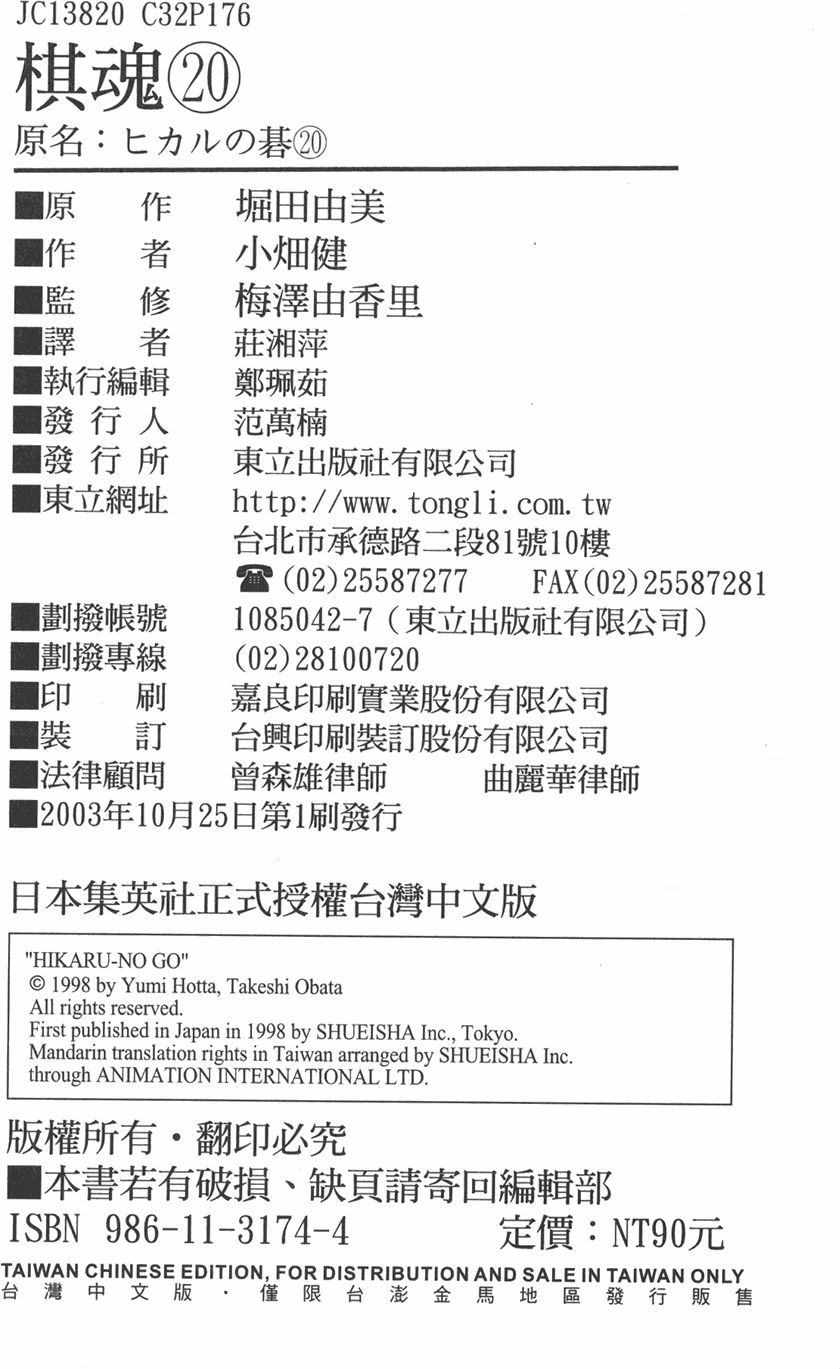 JC13820 C32P176
棋魂⑳
原名：ヒカルの碁⑳
■原　　作　堀田由美
■作　　者　小畑健
■監　　修　梅澤由香里
■譯　　者　莊湘萍
■執行編輯　鄭珮茹
■發 行 人　范萬楠
■發 行 所　東立出版社有限公司
■東立網址　http://www.tongli.com.tw
台北市承德路二段81號10樓
☎(02)25587277　FAX(02)25587281
■劃撥帳號　1085042-7（東立出版社有限公司）
■劃撥專線　(02)28100720
■印　　刷　嘉良印刷實業股份有限公司
■裝　　訂　台興印刷裝訂股份有限公司
■法律顧問　曾森雄律師　曲麗華律師
■2003年10月25日第1刷發行
日本集英社正式授權台灣中文版
"HIKARU-NO GO"
© 1998 by Yumi Hotta, Takeshi Obata
All rights reserved.
First published in Japan in 1998 by SHUEISHA Inc., Tokyo.
Mandarin translation rights in Taiwan arranged by SHUEISHA Inc.
through ANIMATION INTERNATIONAL LTD.
版權所有・翻印必究
■本書若有破損、缺頁請寄回編輯部
ISBN 986-11-3174-4　定價：NT90元
TAIWAN CHINESE EDITION, FOR DISTRIBUTION AND SALE IN TAIWAN ONLY
台灣中文版．僅限台澎金馬地區發行販售